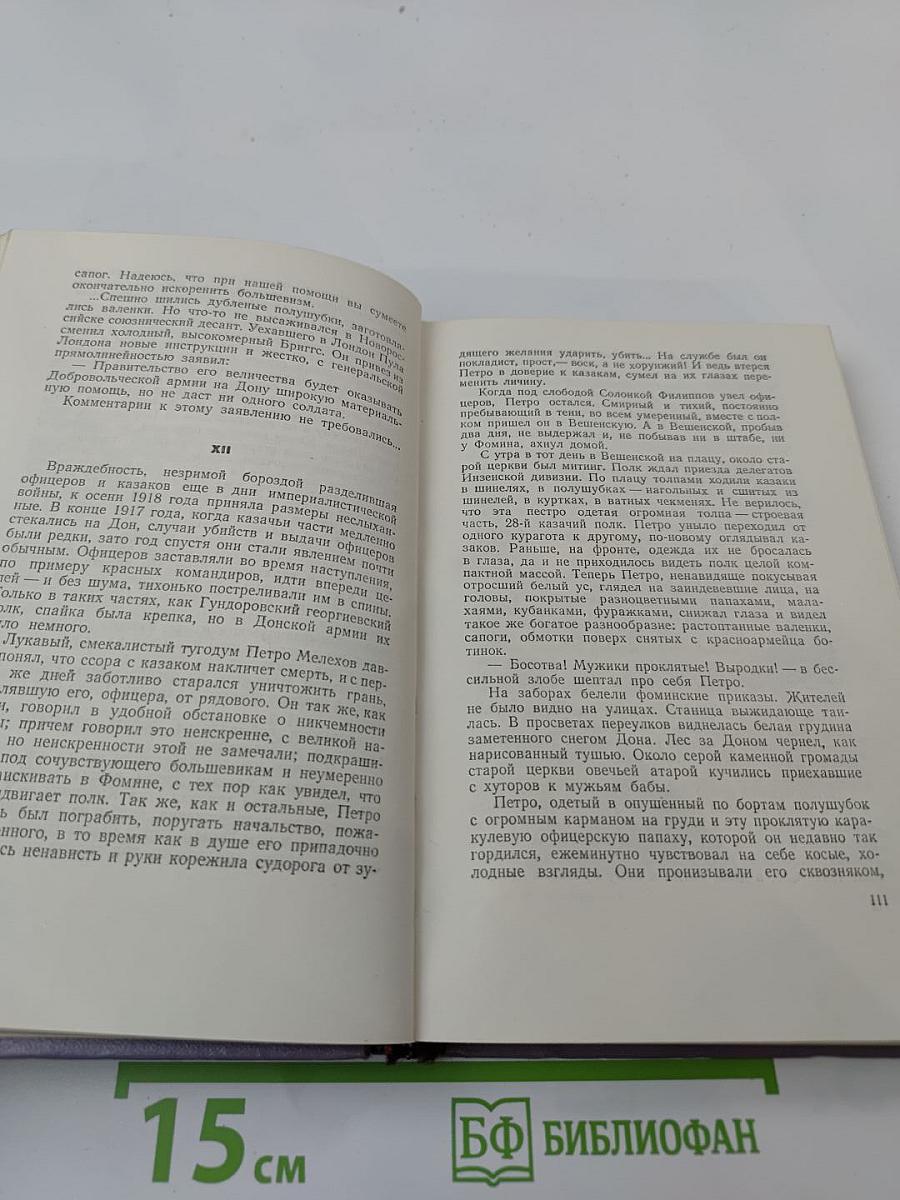 сапог. Надеюсь, что при нашей помощи вы сумеете
окончательно искоренить большевизм.
...Спешно шились дубленые полушубки, заготовля-
лись валенки. Но что-то не высаживался в Новорос-
сийске союзнический десант. Уехавшего в Лондон Пула
сменил холодный, высокомерный Бриггс. Он привез из
Лондона новые инструкции и жестко, с генеральской
прямолинейностью заявил:
— Правительство его величества будет оказывать
Добровольческой армии на Дону широкую материаль-
ную помощь, но не даст ни одного солдата.
Комментарии к этому заявлению не требовались...
XII
Враждебность, незримой бороздой разделившая
офицеров и казаков еще в дни империалистической
войны, к осени 1918 года приняла размеры неслыхан-
ные. В конце 1917 года, когда казачьи части медленно
стекались на Дон, случаи убийств и выдачи офицеров
были редки, зато год спустя они стали явлением почти
обычным. Офицеров заставляли во время наступления,
по примеру красных командиров, идти впереди це-
лей — и без шума, тихонько постреливали им в спины.
олько в таких частях, как Гундоровский георгиевский
олк, спайка была крепка, но в Донской армии их
ло немного.
Лукавый, смекалистый тугодум Петро Мелехов дав-
понял, что ссора с казаком накличет смерть, и с пер-
же дней заботливо старался уничтожить грань,
лявшую его, офицера, от рядового. Он так же, как
и, говорил в удобной обстановке о никчемности
ы; причем говорил это неискренне, с великой на-
но неискренности этой не замечали; подкраши-
под сочувствующего большевикам и неумеренно
аискивать в Фомине, с тех пор как увидел, что
двигает полк. Так же, как и остальные, Петро
ь был пограбить, поругать начальство, пожа-
енного, в то время как в душе его припадочно
сь ненависть и руки корежила судорога от зу-
дящего желания ударить, убить... На службе был он
покладист, прост,— воск, а не хорунжий! И ведь втерся
Петро в доверие к казакам, сумел на их глазах пере-
менить личину.
Когда под слободой Солонкой Филиппов увел офи-
церов, Петро остался. Смирный и тихий, постоянно
пребывающий в тени, во всем умеренный, вместе с пол-
ком пришел он в Вешенскую. А в Вешенской, пробыв
два дня, не выдержал и, не побывав ни в штабе, ни
у Фомина, ахнул домой.
С утра в тот день в Вешенской на плацу, около ста-
рой церкви был митинг. Полк ждал приезда делегатов
Инзенской дивизии. По плацу толпами ходили казаки
в шинелях, в полушубках — нагольных и сшитых из
шинелей, в куртках, в ватных чекменях. Не верилось,
что эта пестро одетая огромная толпа — строевая
часть, 28-й казачий полк. Петро уныло переходил от
одного курагота к другому, по-новому оглядывал ка-
заков. Раньше, на фронте, одежда их не бросалась
в глаза, да и не приходилось видеть полк целой ком-
пактной массой. Теперь Петро, ненавидяще покусывая
отросший белый ус, глядел на заиндевевшие лица, на
головы, покрытые разноцветными папахами, мала-
хаями, кубанками, фуражками, снижал глаза и видел
такое же богатое разнообразие: растоптанные валенки,
сапоги, обмотки поверх снятых с красноармейца бо-
тинок.
— Босотва! Мужики проклятые! Выродки! — в бес-
сильной злобе шептал про себя Петро.
На заборах белели фоминские приказы. Жителей
не было видно на улицах. Станица выжидающе таи-
лась. В просветах переулков виднелась белая грудина
заметенного снегом Дона. Лес за Доном чернел, как
нарисованный тушью. Около серой каменной громады
старой церкви овечьей атарой кучились приехавшие
с хуторов к мужьям бабы.
Петро, одетый в опушенный по бортам полушубок
с огромным карманом на груди и эту проклятую кара-
кулевую офицерскую папаху, которой он недавно так
гордился, ежеминутно чувствовал на себе косые, хо-
лодные взгляды. Они пронизывали его сквозняком,
111
15 см
БФ БИБЛИОФАН